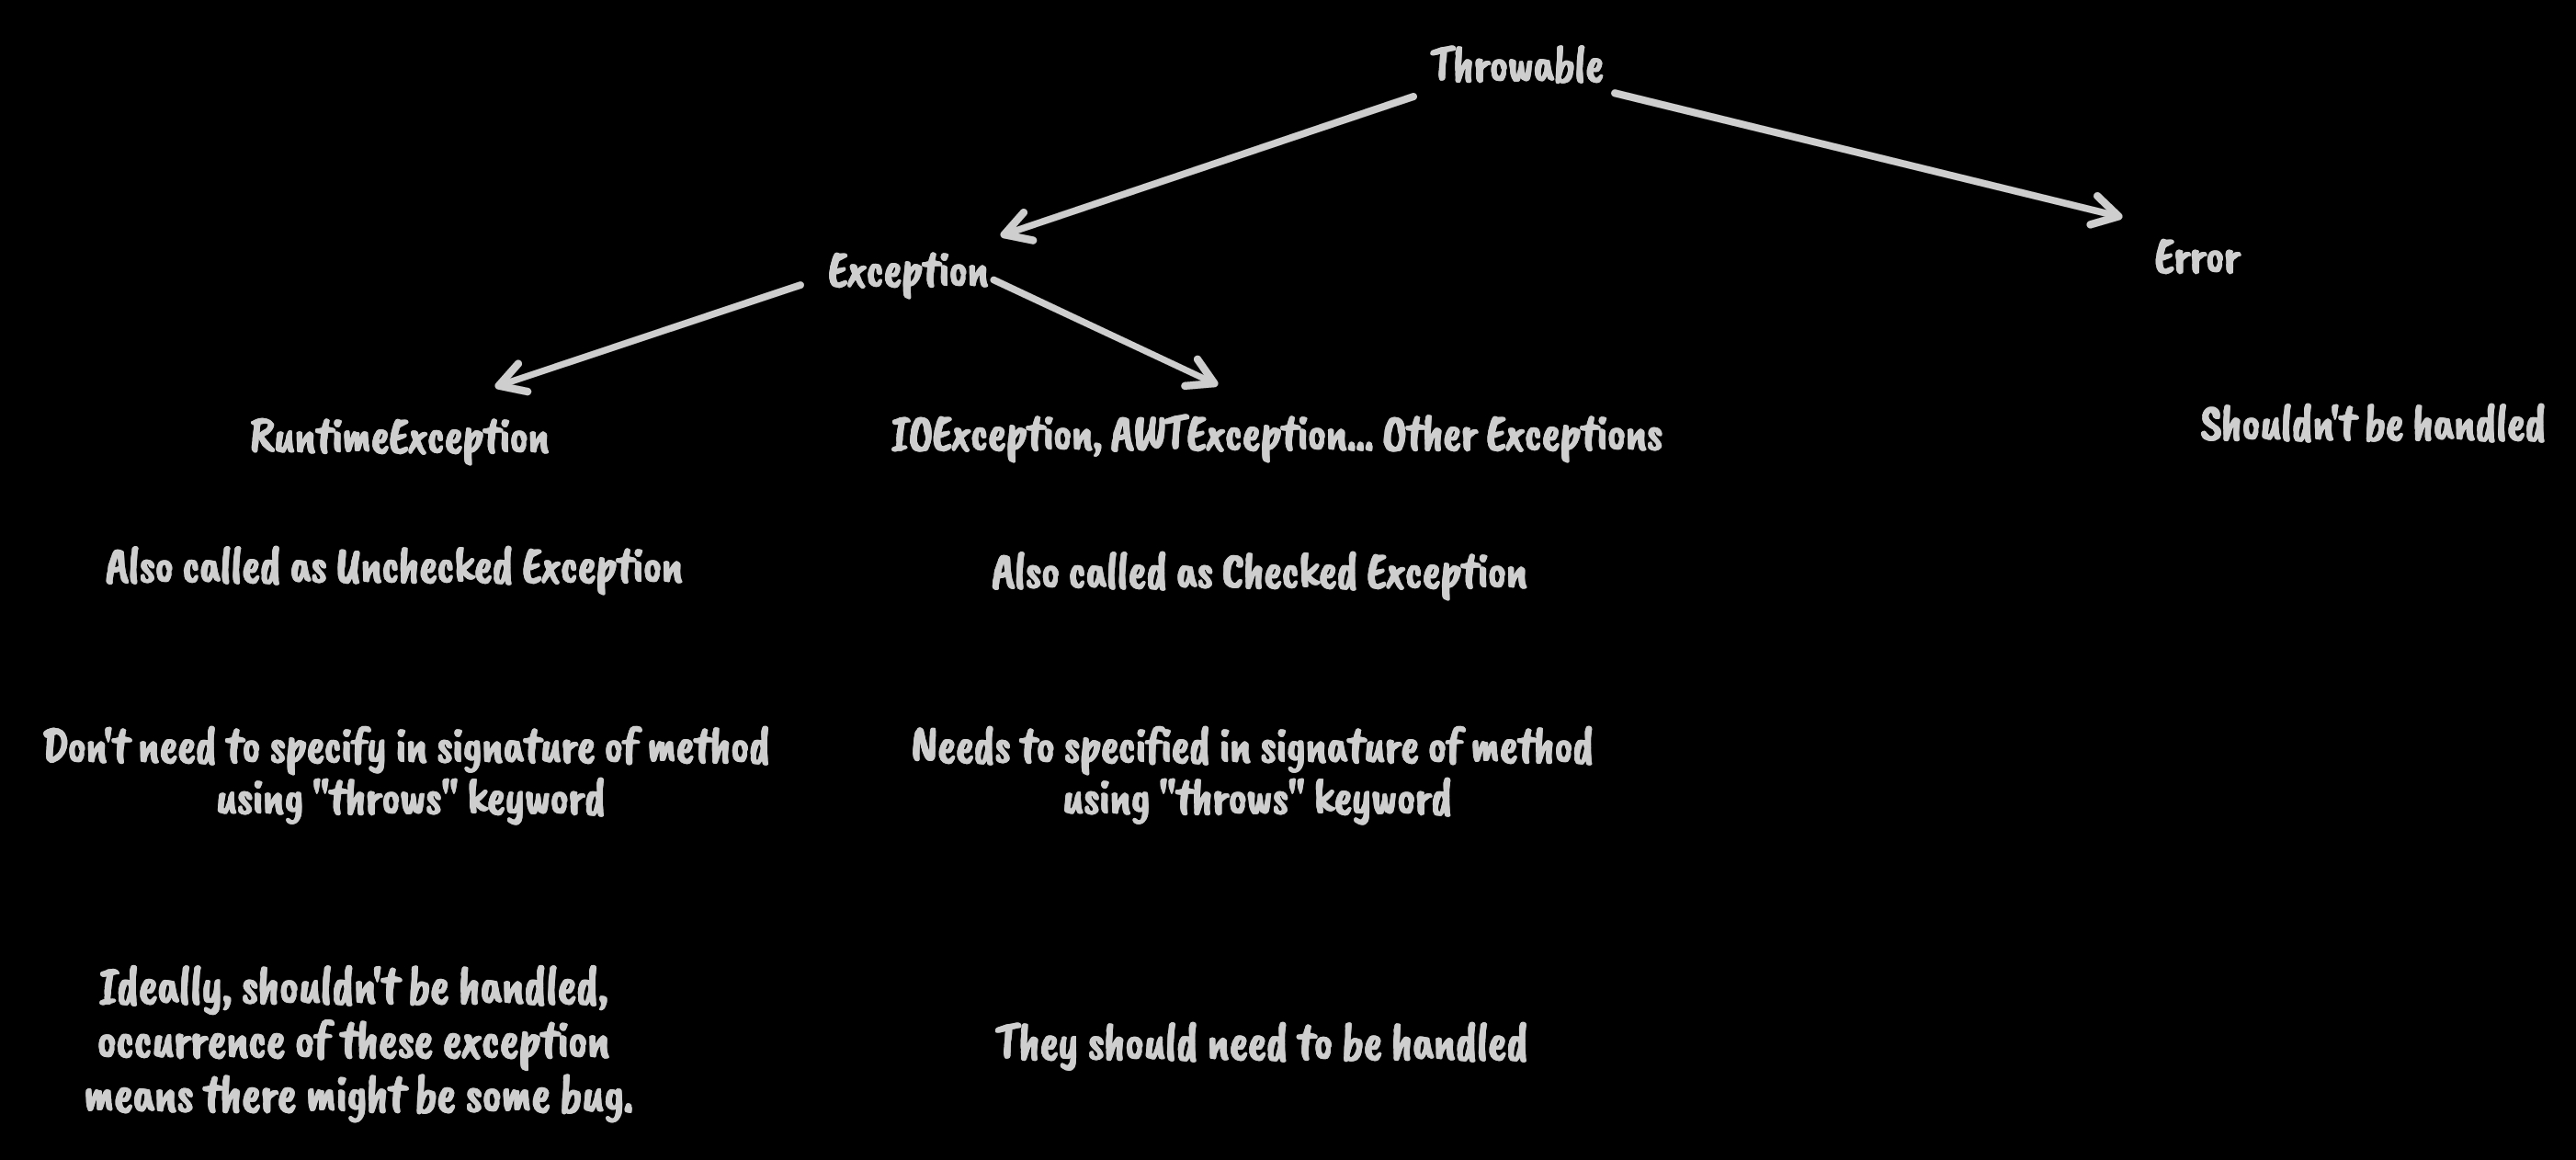 Throwable
Exception
Error
RuntimeException
IOException, AWTException... Other Exceptions
Shouldn't be handled
Also called as Unchecked Exception
Also called as Checked Exception
Don't need to specify in signature of method
using "throws" keyword
Needs to specified in signature of method
using "throws" keyword
Ideally, shouldn't be handled,
occurrence of these exception
means there might be some bug.
They should need to be handled